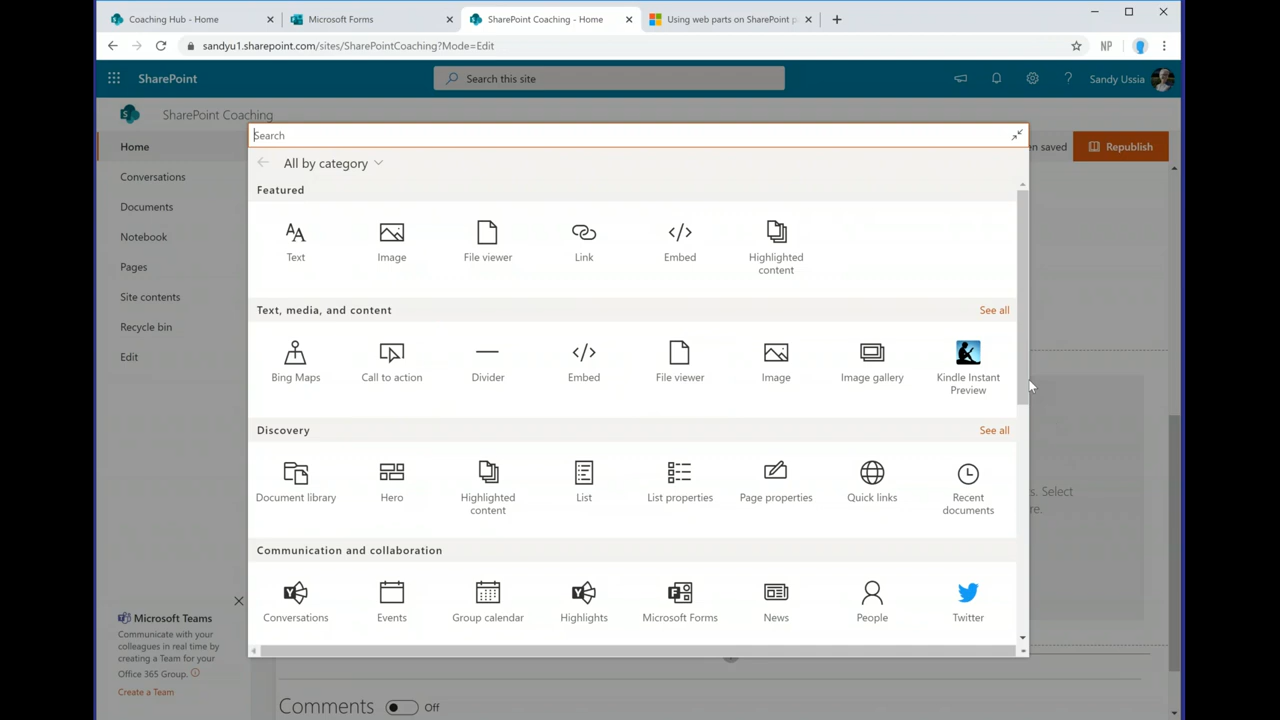 Coaching Hub - Home
Microsoft Forms
SharePoint Coaching - Home
Using web parts on SharePoint p
sandyu1.sharepoint.com/sites/SharePointCoaching?Mode=Edit
NP
SharePoint
Search this site
Sandy Ussia
SharePoint Coaching
Home
Conversations
Documents
Notebook
Pages
Site contents
Recycle bin
Edit
en saved
Republish
Search
All by category
Featured
Text
Image
File viewer
Link
Embed
Highlighted
content
Text, media, and content
See all
Bing Maps
Call to action
Divider
Embed
File viewer
Image
Image gallery
Kindle Instant
Preview
Discovery
See all
Document library
Hero
Highlighted
content
List
List properties
Page properties
Quick links
Recent
documents
Communication and collaboration
Conversations
Events
Group calendar
Highlights
Microsoft Forms
News
People
Twitter
s. Select
re.
Microsoft Teams
Communicate with your
colleagues in real time by
creating a Team for your
Office 365 Group.
Create a Team
Comments
Off